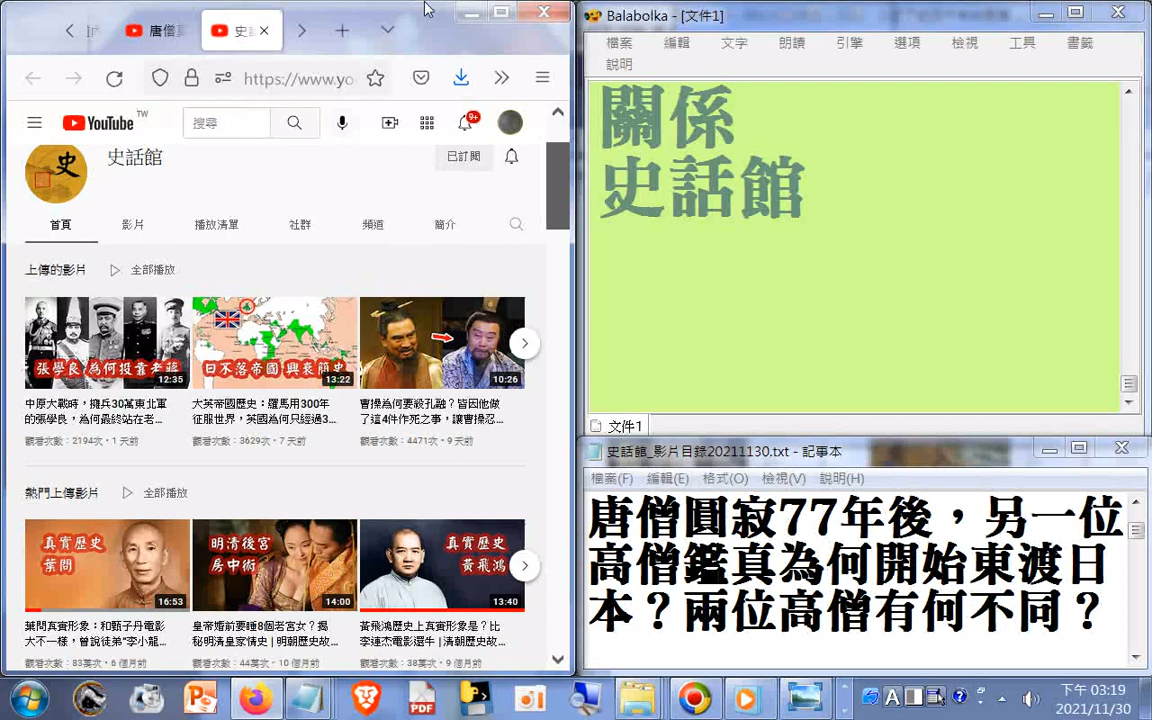 唐僧真
史
https://www.yo
YouTube
TW
搜尋
9+
史
史話館
已訂閱
首頁
影片
播放清單
社群
頻道
簡介
上傳的影片
全部播放
張學良為何投靠老蔣
12:35
日不落帝國興衰簡史
13:22
10:26
中原大戰時，擁兵30萬東北軍
的張學良，為何最終站在老...
觀看次數：2194次・1 天前
大英帝國歷史：羅馬用300年
征服世界，英國為何只經過3...
觀看次數：3629次・7 天前
曹操為何要殺孔融？皆因他做
了這4件作死之事，讓曹操忍...
觀看次數：4471次・9 天前
熱門上傳影片
全部播放
真實歷史
葉問
16:53
明清後宮
房中術
14:00
真實歷史
黃飛鴻
13:40
葉問真實形象：和甄子丹電影
大不一樣，曾說徒弟"李小龍...
觀看次數：83萬次・6 個月前
皇帝婚前要睡8個老宮女？揭
秘明清皇家情史 | 明朝歷史故...
觀看次數：44萬次・10 個月前
黃飛鴻歷史上真實形象是？比
李連杰電影還牛 | 清朝歷史故...
觀看次數：38萬次・9 個月前
Balabolka - [文件1]
檔案
編輯
文字
朗讀
引擎
選項
檢視
工具
書籤
說明
關係
史話館
文件1
史話館_影片目錄20211130.txt - 記事本
檔案(F)
編輯(E)
格式(O)
檢視(V)
說明(H)
唐僧圓寂77年後，另一位
高僧鑑真為何開始東渡日
本？兩位高僧有何不同？
PDF
A
下午 03:19
2021/11/30